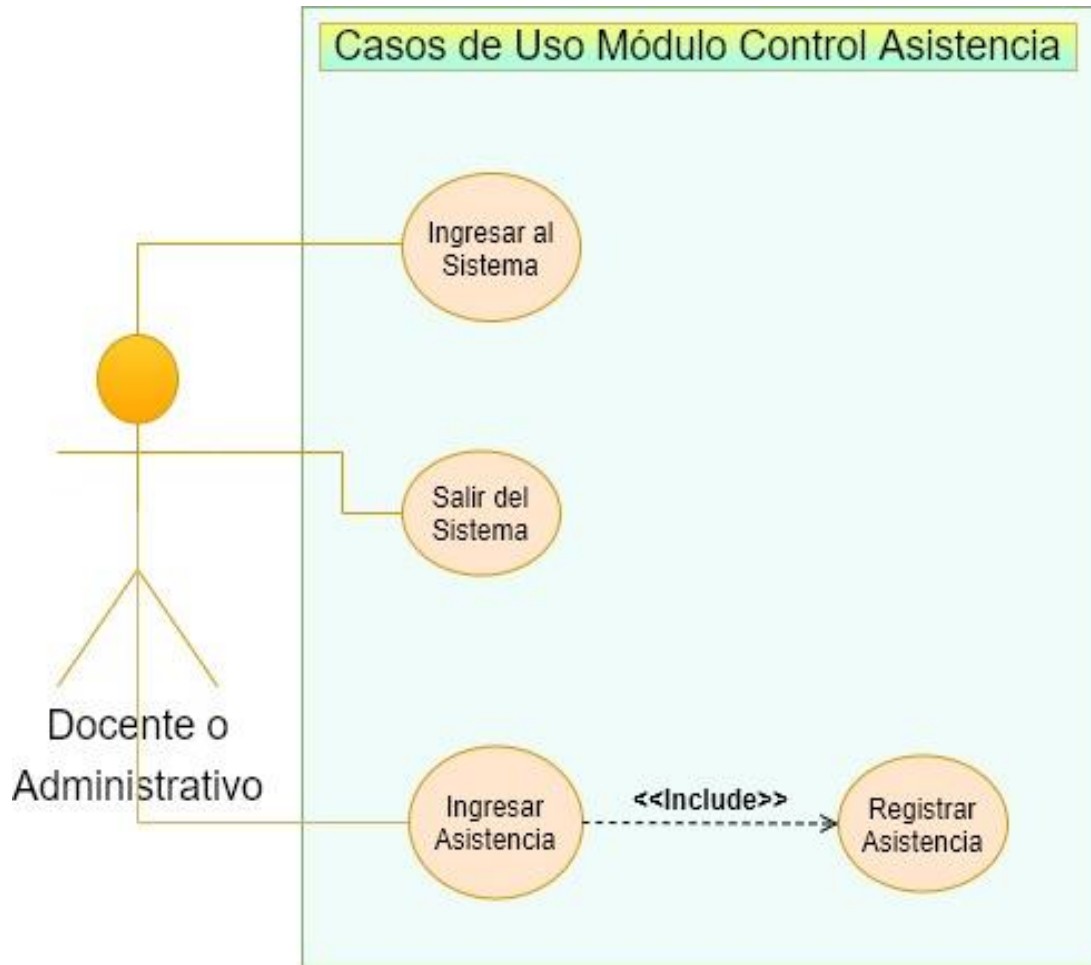 Casos de Uso Módulo Control Asistencia
Ingresar al
Sistema
Salir del
Sistema
Docente o
Administrativo
Ingresar
Asistencia
<<Include>>
Registrar
Asistencia